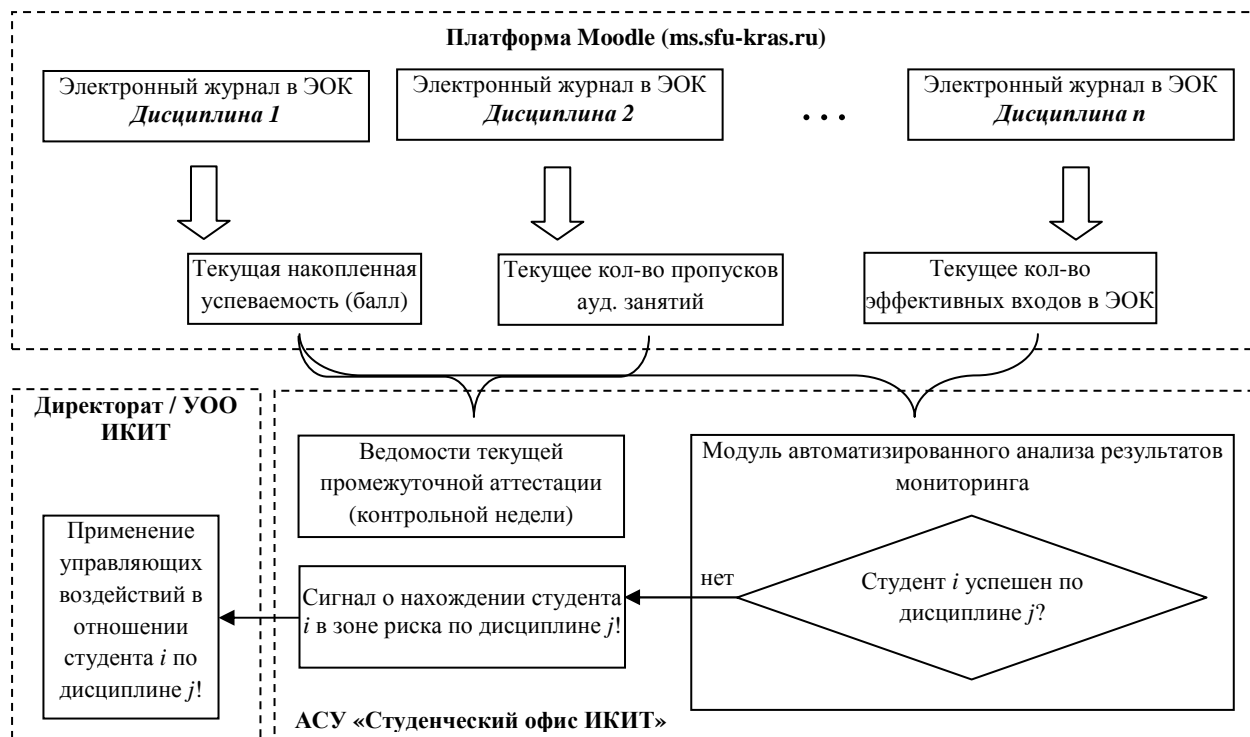 Платформа Moodle (ms.sfu-kras.ru)
Электронный журнал в ЭОК
Дисциплина 1
Электронный журнал в ЭОК
Дисциплина 2
. . .
Электронный журнал в ЭОК
Дисциплина n
Текущая накопленная
успеваемость (балл)
Текущее кол-во пропусков
ауд. занятий
Текущее кол-во
эффективных входов в ЭОК
Директорат / УОО
ИКИТ
Применение
управляющих
воздействий в
отношении
студента i по
дисциплине j!
Ведомости текущей
промежуточной аттестации
(контрольной недели)
Сигнал о нахождении студента
i в зоне риска по дисциплине j!
Модуль автоматизированного анализа результатов
мониторинга
нет
Студент i успешен по
дисциплине j?
АСУ «Студенческий офис ИКИТ»